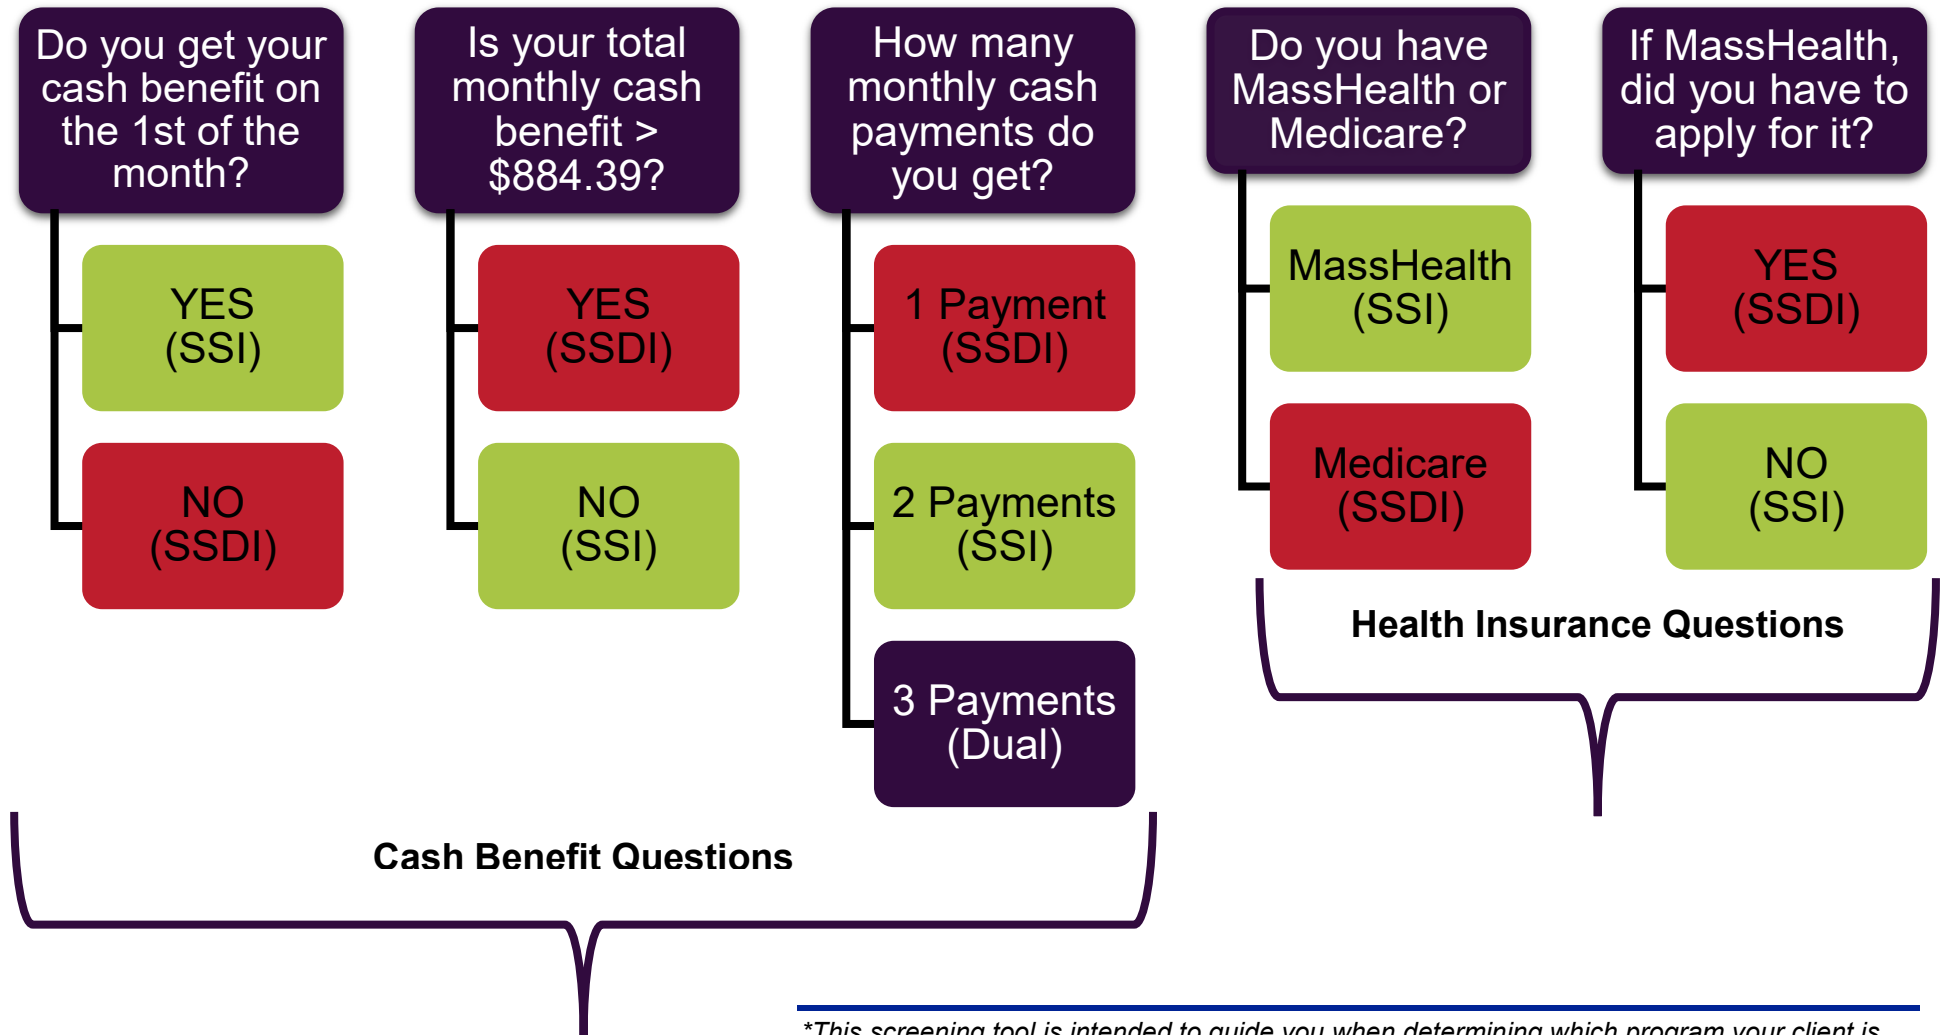 Do you get your
cash benefit on
the 1st of the
month?
YES
(SSI)
NO
(SSDI)
Is your total
monthly cash
benefit >
$884.39?
YES
(SSDI)
NO
(SSI)
How many
monthly cash
payments do
you get?
1 Payment
(SSDI)
2 Payments
(SSI)
3 Payments
(Dual)
Do you have
MassHealth or
Medicare?
MassHealth
(SSI)
Medicare
(SSDI)
If MassHealth,
did you have to
apply for it?
YES
(SSDI)
NO
(SSI)
Health Insurance Questions
Cash Benefit Questions
*This screening tool is intended to guide you when determining which program your client is